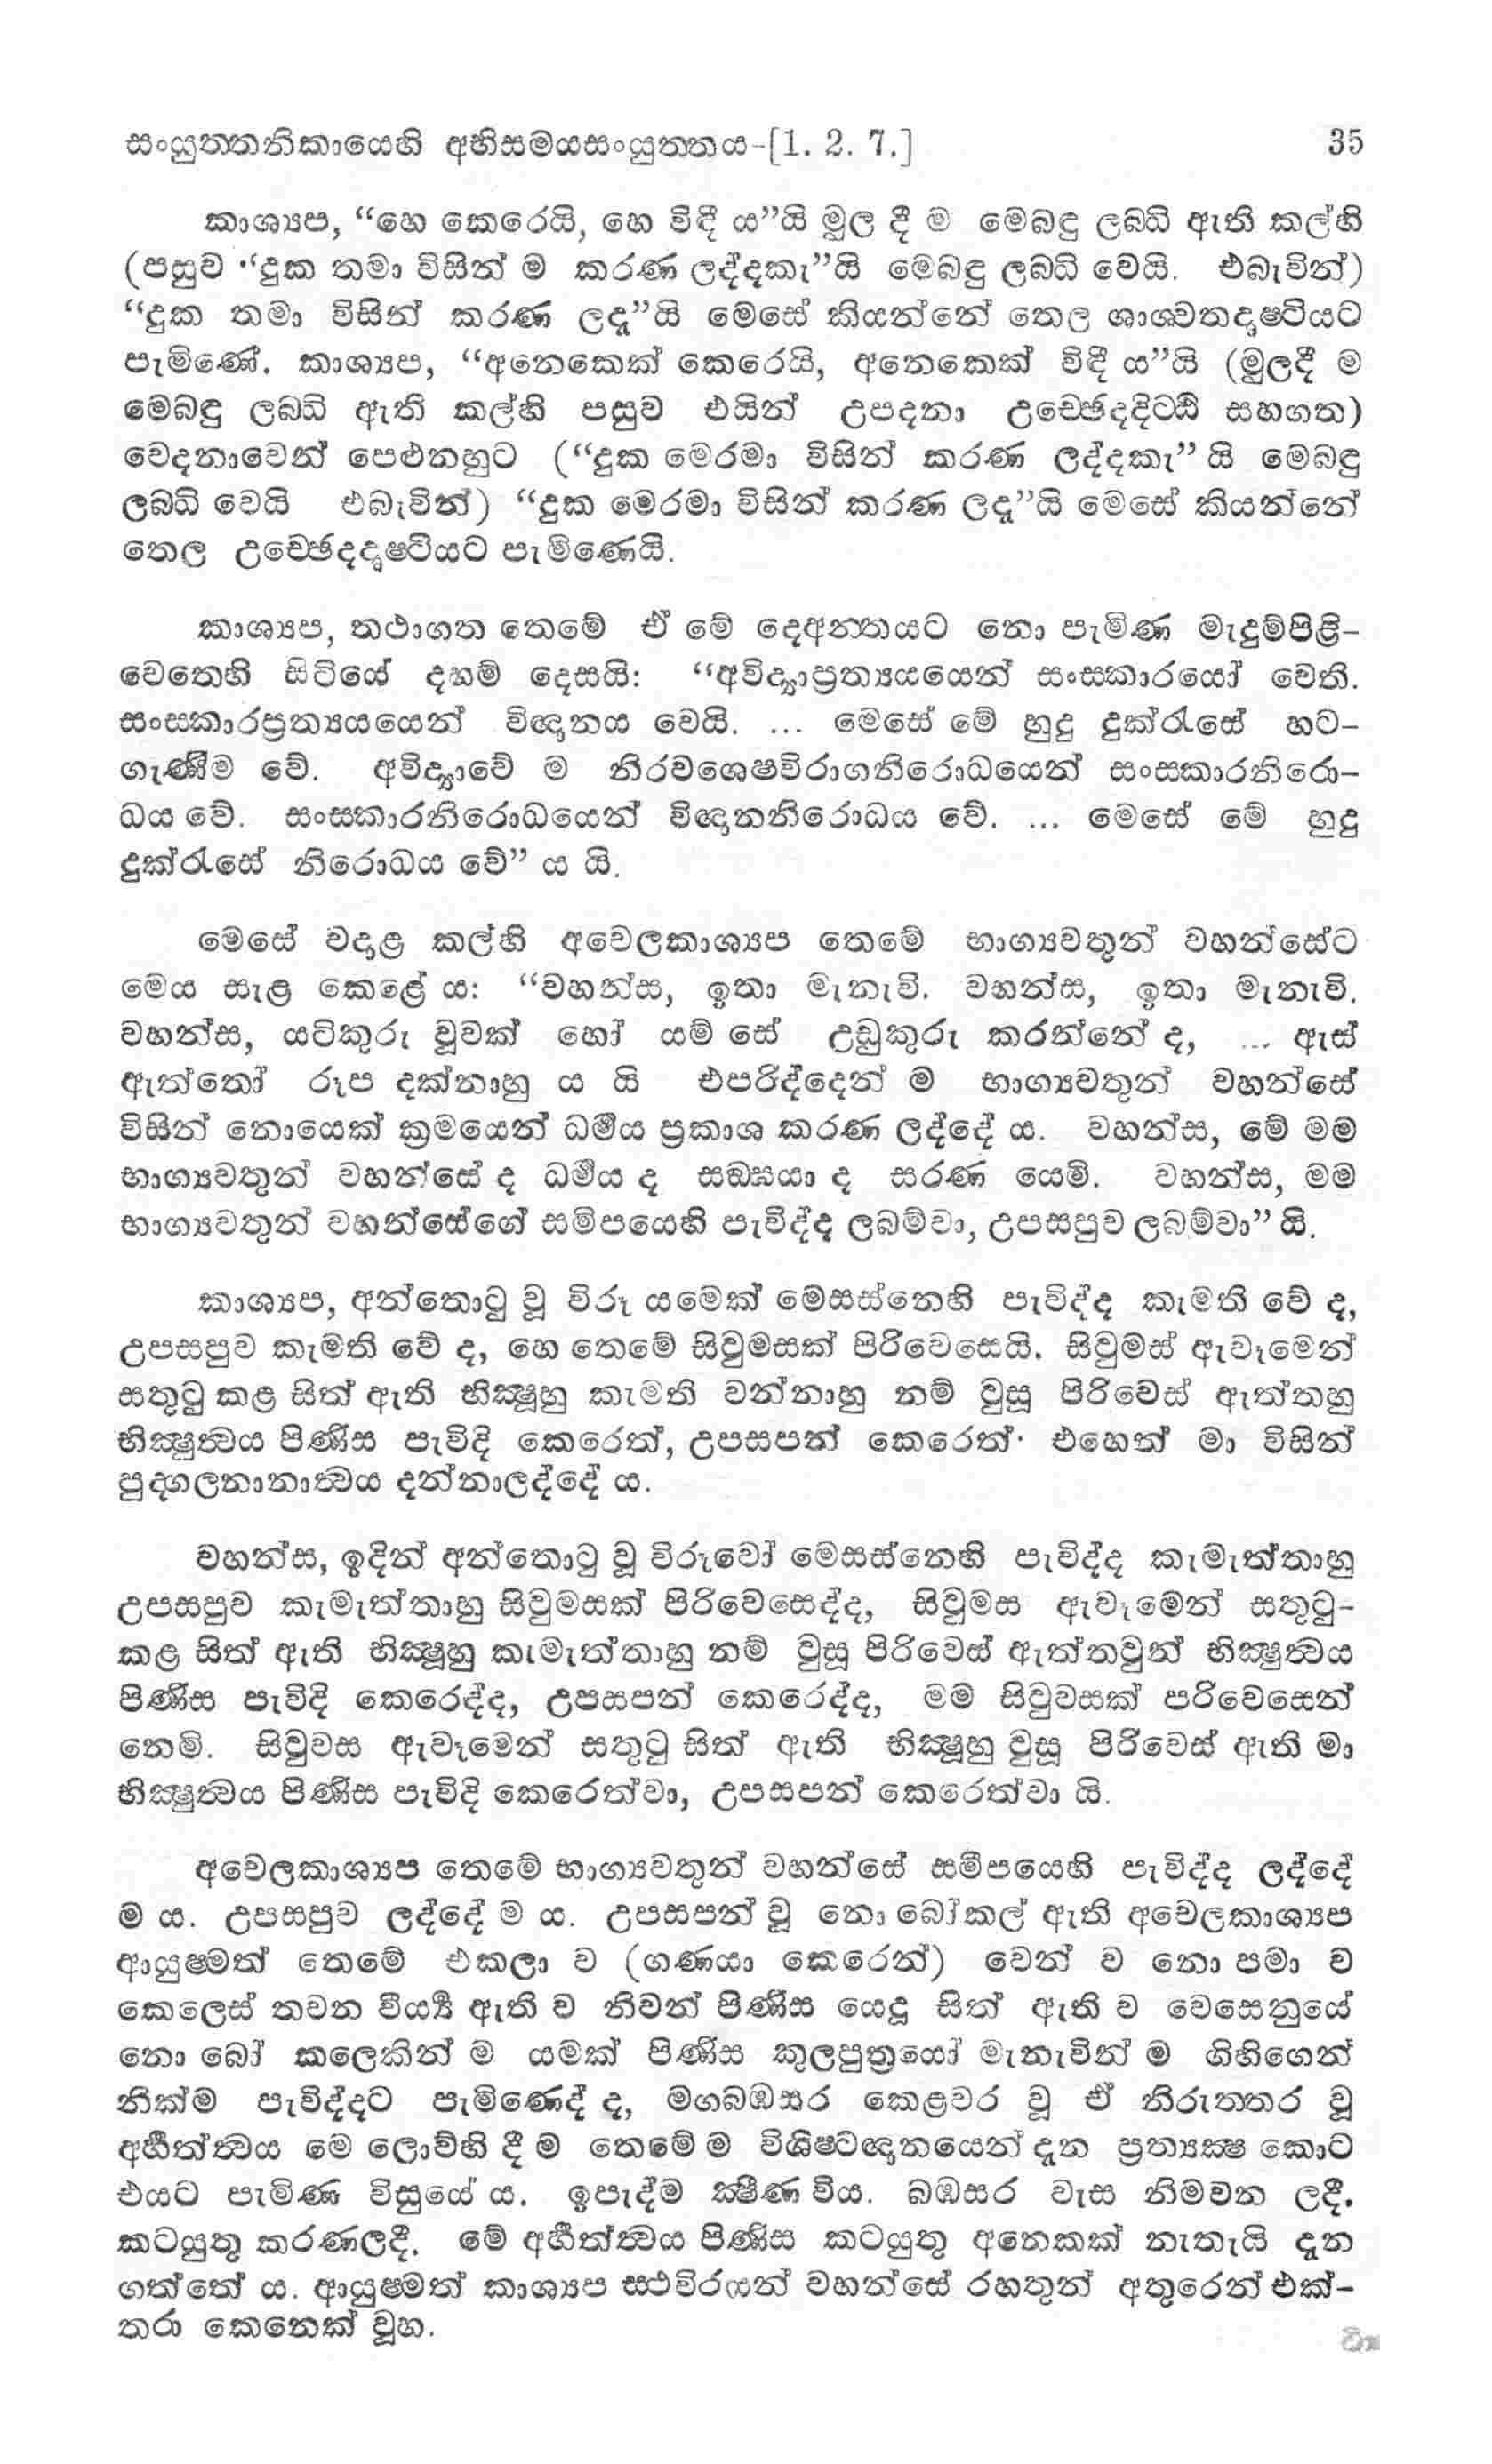 සංයුත්තනිකායෙහි අභිසමයසංයුත්තය-[1. 2. 7.] 35
කාශ්‍යප, “හෙ කෙරෙයි, හෙ විඳී ය”යි මුල දී ම මෙබඳු ලබ්ධි ඇති කල්හි
(පසුව “දුක තමා විසින් ම කරණ ලද්දකැ”යි මෙබඳු ලබ්ධි වෙයි. එබැවින්)
“දුක තමා විසින් කරණ ලදැ”යි මෙසේ කියන්නේ තෙල ශාශ්වතදෘෂ්ටියට
පැමිණේ. කාශ්‍යප, “අනෙකෙක් කෙරෙයි, අනෙකෙක් විඳී ය”යි (මුලදී ම
මෙබඳු ලබ්ධි ඇති කල්හි පසුව එයින් උපදනා උච්ඡෙදදිට්ඨි සහගත)
වෙදනාවෙන් පෙළුනහුට (“දුක මෙරමා විසින් කරණ ලද්දකැ” යි මෙබඳු
ලබ්ධි වෙයි එබැවින්) “දුක මෙරමා විසින් කරණ ලදැ”යි මෙසේ කියන්නේ
තෙල උච්ඡෙදදෘෂ්ටියට පැමිණෙයි.
කාශ්‍යප, තථාගත තෙමේ ඒ මේ දෙඅන්තයට නො පැමිණ මැදුම්පිළි-
වෙතෙහි සිටියේ දහම් දෙසයි: “අවිද්‍යාප්‍රත්‍යයයෙන් සංස්කාරයෝ වෙති.
සංස්කාරප්‍රත්‍යයයෙන් විඥානය වෙයි. ... මෙසේ මේ හුදු දුක්රැසේ හට-
ගැණීම වේ. අවිද්‍යාවේ ම නිරවශෙෂවිරාගනිරොධයෙන් සංස්කාරනිරො-
ධය වේ. සංස්කාරනිරොධයෙන් විඥානනිරොධය වේ. ... මෙසේ මේ හුදු
දුක්රැසේ නිරොධය වේ” ය යි.
මෙසේ වදාළ කල්හි අචෙලකාශ්‍යප තෙමේ භාග්‍යවතුන් වහන්සේට
මෙය සැළ කෙළේ ය: “වහන්ස, ඉතා මැනැවි. වහන්ස, ඉතා මැනැවි.
වහන්ස, යටිකුරු වූවක් හෝ යම් සේ උඩුකුරු කරන්නේ ද, ... ඇස්
ඇත්තෝ රූප දක්නාහු ය යි එපරිද්දෙන් ම භාග්‍යවතුන් වහන්සේ
විසින් නොයෙක් ක්‍රමයෙන් ධර්මය ප්‍රකාශ කරණ ලද්දේ ය. වහන්ස, මේ මම
භාග්‍යවතුන් වහන්සේ ද ධර්මය ද සඞ්ඝයා ද සරණ යෙමි. වහන්ස, මම
භාග්‍යවතුන් වහන්සේගේ සමීපයෙහි පැවිද්ද ලබම්වා, උපසපුව ලබම්වා” යි.
කාශ්‍යප, අන්තොටු වූ විරූ යමෙක් මෙසස්නෙහි පැවිද්ද කැමති වේ ද,
උපසපුව කැමති වේ ද, හෙ තෙමේ සිවුමසක් පිරිවෙසෙයි. සිවුමස් ඇවෑමෙන්
සතුටු කළ සිත් ඇති භික්‍ෂූහු කැමති වන්නාහු නම් වුසූ පිරිවෙස් ඇත්තහු
භික්‍ෂුත්‍වය පිණිස පැවිදි කෙරෙත්, උපසපන් කෙරෙත්. එහෙත් මා විසින්
පුද්ගලනානාත්‍වය දන්නාලද්දේ ය.
වහන්ස, ඉදින් අන්තොටු වූ විරූවෝ මෙසස්නෙහි පැවිද්ද කැමැත්තාහු
උපසපුව කැමැත්තාහු සිවුමසක් පිරිවෙසෙද්ද, සිවුමස ඇවෑමෙන් සතුටු-
කළ සිත් ඇති භික්‍ෂූහු කැමැත්තාහු නම් වුසූ පිරිවෙස් ඇත්තවුන් භික්‍ෂුත්‍වය
පිණිස පැවිදි කෙරෙද්ද, උපසපන් කෙරෙද්ද, මම සිවුවසක් පරිවෙසෙන්
නෙමි. සිවුවස ඇවෑමෙන් සතුටු සිත් ඇති භික්‍ෂූහු වුසූ පිරිවෙස් ඇති මා
භික්‍ෂුත්‍වය පිණිස පැවිදි කෙරෙත්වා, උපසපන් කෙරෙත්වා යි.
අචෙලකාශ්‍යප තෙමේ භාග්‍යවතුන් වහන්සේ සමීපයෙහි පැවිද්ද ලද්දේ
ම ය. උපසපුව ලද්දේ ම ය. උපසපන් වූ නො බෝකල් ඇති අචෙලකාශ්‍යප
ආයුෂ්මත් තෙමේ එකලා ව (ගණයා කෙරෙන්) වෙන් ව නො පමා ව
කෙලෙස් තවන වීර්‍ය්‍ය ඇති ව නිවන් පිණිස යෙදූ සිත් ඇති ව වෙසෙනුයේ
නො බෝ කලෙකින් ම යමක් පිණිස කුලපුත්‍රයෝ මැනැවින් ම ගිහිගෙන්
නික්ම පැවිද්දට පැමිණෙද් ද, මගබඹසර කෙළවර වූ ඒ නිරුත්තර වූ
අර්හත්ත්‍වය මෙ ලොව්හි දී ම තෙමේ ම විශිෂ්ටඥානයෙන් දැන ප්‍රත්‍යක්‍ෂ කොට
එයට පැමිණ විසුයේ ය. ඉපැද්ම ක්‍ෂීණ විය. බඹසර වැස නිමවන ලදී.
කටයුතු කරණලදී. මේ අර්හත්ත්‍වය පිණිස කටයුතු අනෙකක් නැතැයි දැන
ගත්තේ ය. ආයුෂ්මත් කාශ්‍යප ස්ථවිරයන් වහන්සේ රහතුන් අතුරෙන් එක්-
තරා කෙනෙක් වූහ.